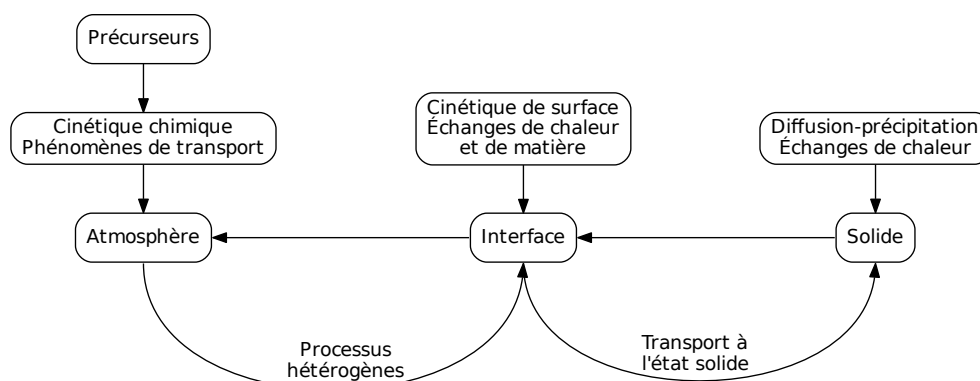 Précurseurs
Cinétique chimique
Phénomènes de transport
Cinétique de surface
Échanges de chaleur
et de matière
Diffusion-précipitation
Échanges de chaleur
Atmosphère
Interface
Solide
Processus
hétérogènes
Transport à
l'état solide